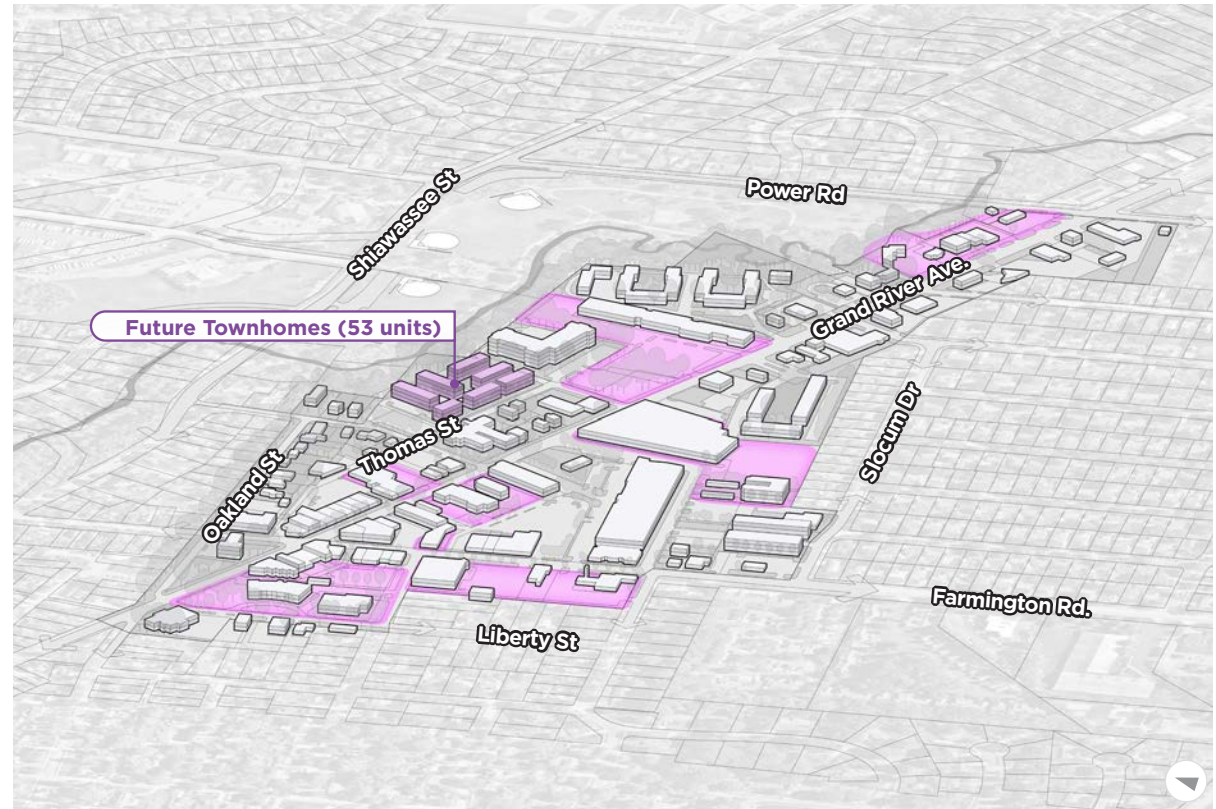 Power Rd
Shiawassee St
Grand River Ave.
Future Townhomes (53 units)
Thomas St
Slocum Dt
Oakland St
Farmington Rd.
Liberty St